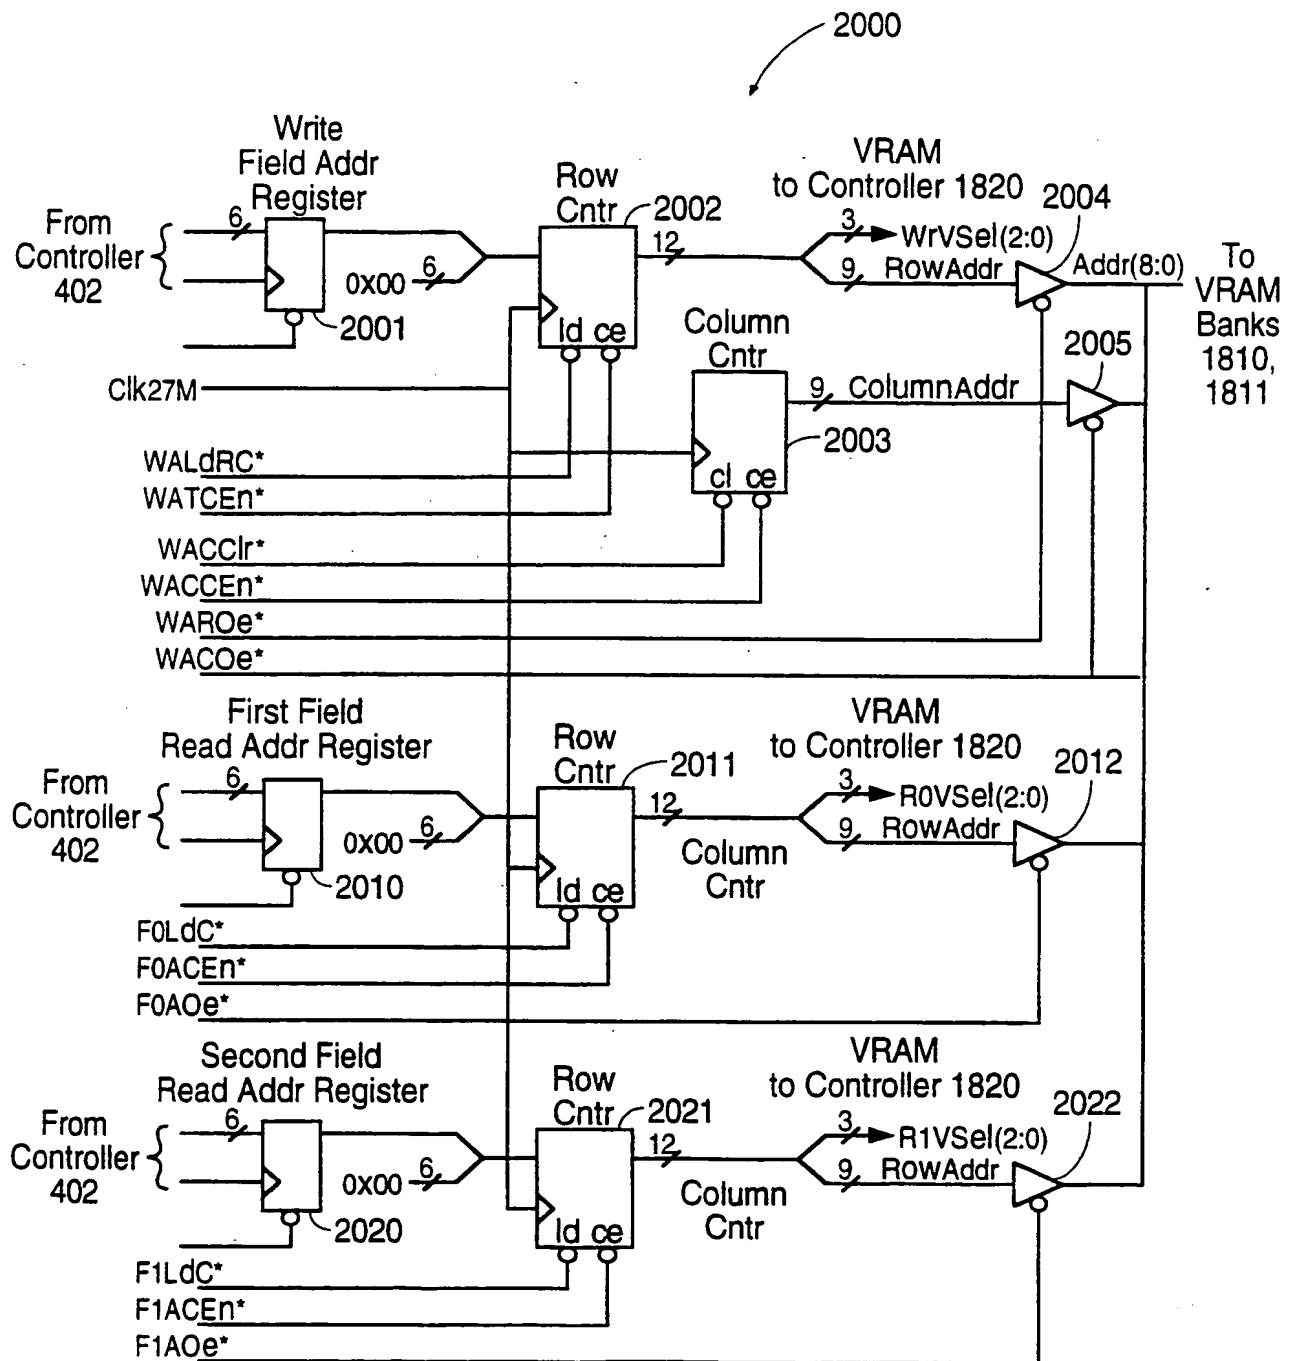 2000
Write
Field Addr
Register
From
Controller
402
6
2001
0X00
6
Row
Cntr
2002
12
ld ce
VRAM
to Controller 1820
3
WrVSel(2:0)
9
RowAddr
2004
Addr(8:0)
To
VRAM
Banks
1810,
1811
Clk27M
Column
Cntr
9
ColumnAddr
2005
2003
cl ce
WALdRC*
WATCEn*
WACClr*
WACCEn*
WAROe*
WACOe*
First Field
Read Addr Register
From
Controller
402
6
2010
0X00
6
Row
Cntr
2011
12
ld ce
VRAM
to Controller 1820
3
R0VSel(2:0)
9
RowAddr
2012
Column
Cntr
F0LdC*
F0ACEn*
F0AOe*
Second Field
Read Addr Register
From
Controller
402
6
2020
0X00
6
Row
Cntr
2021
12
ld ce
VRAM
to Controller 1820
3
R1VSel(2:0)
9
RowAddr
2022
Column
Cntr
F1LdC*
F1ACEn*
F1AOe*